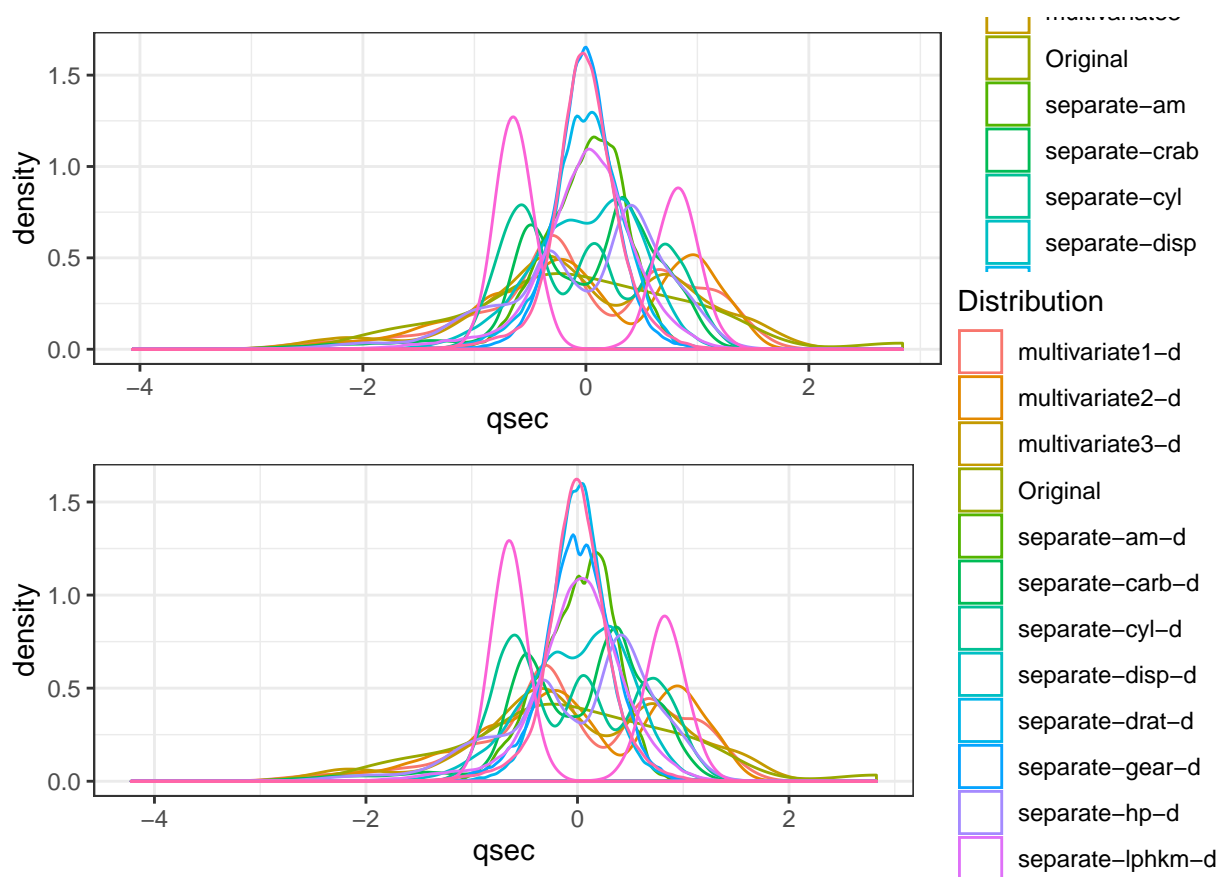 1.5
1.0
0.5
0.0
density
−4
−2
0
2
qsec
Original
separate−am
separate−crab
separate−cyl
separate−disp
Distribution
multivariate1−d
multivariate2−d
multivariate3−d
Original
separate−am−d
separate−carb−d
separate−cyl−d
separate−disp−d
separate−drat−d
separate−gear−d
separate−hp−d
separate−lphkm−d
1.5
1.0
0.5
0.0
density
−4
−2
0
2
qsec